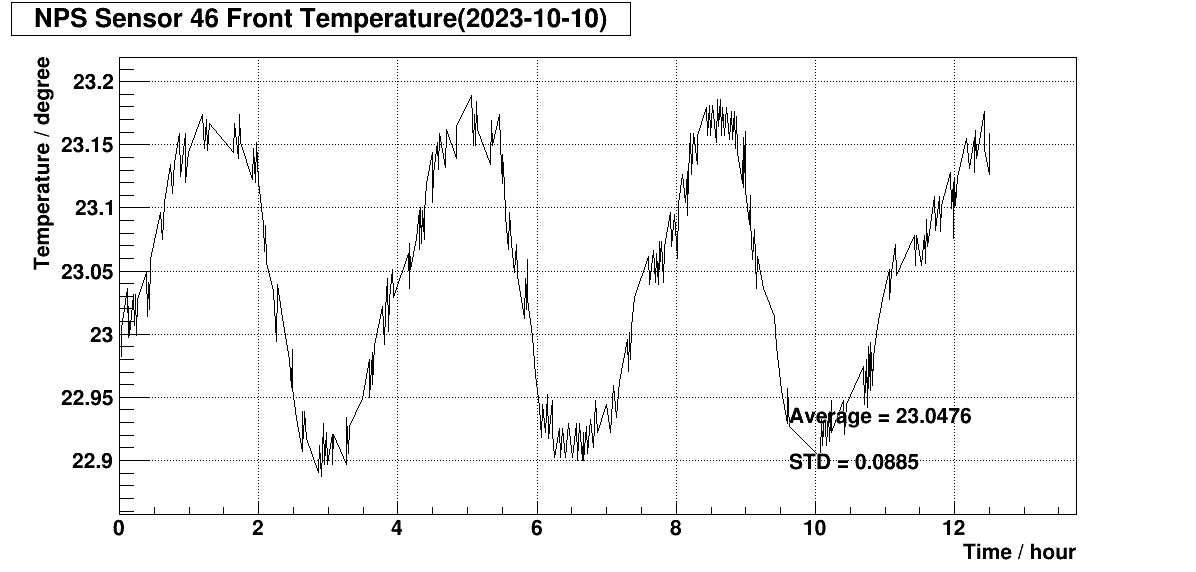 NPS Sensor 46 Front Temperature(2023-10-10)
Temperature / degree
23.2
23.15
23.1
23.05
23
22.95
22.9
Average = 23.0476
STD = 0.0885
0 2 4 6 8 10 12
Time / hour